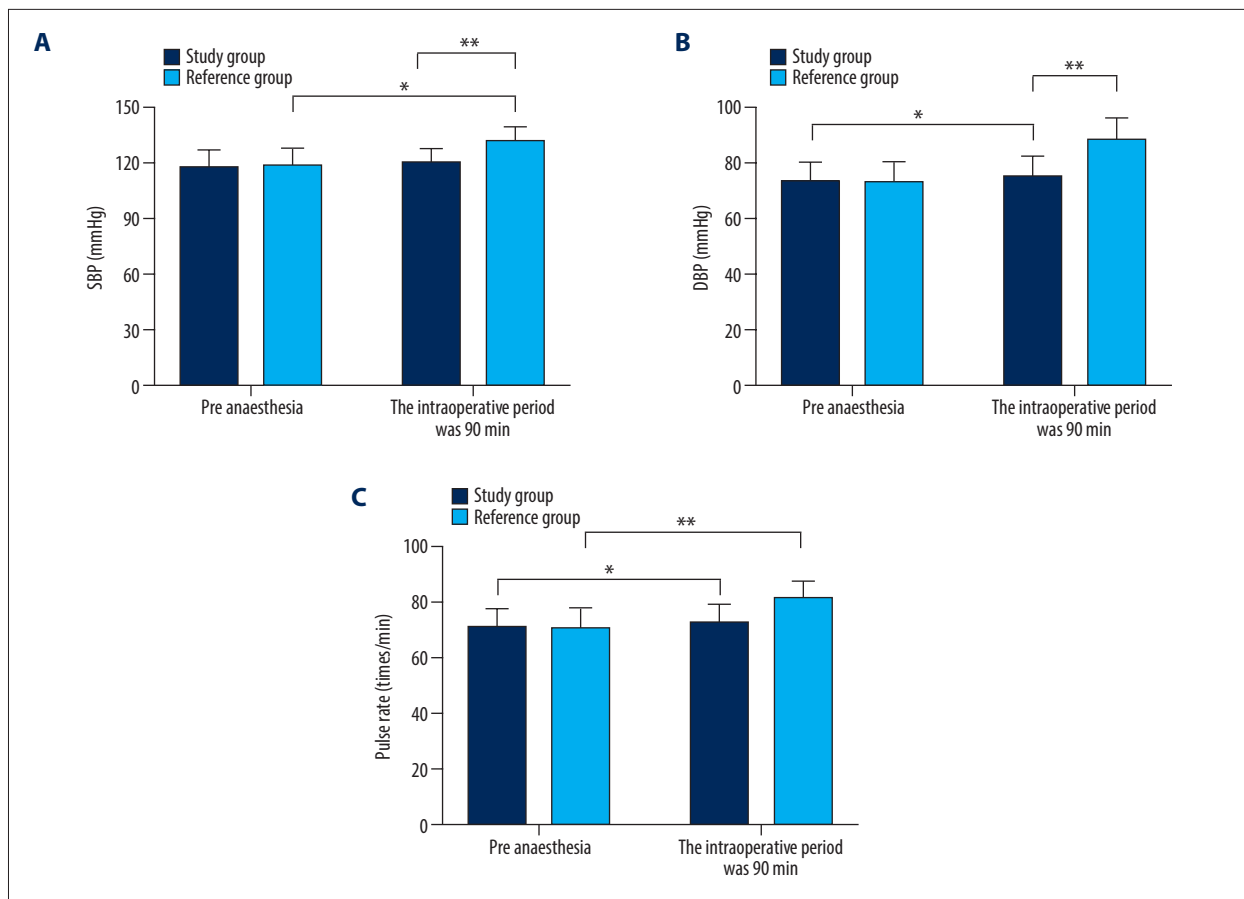 A
Study group
Reference group
**
*
150
120
90
60
30
0
SBP (mmHg)
Pre anaesthesia
The intraoperative period
was 90 min
B
Study group
Reference group
**
*
100
80
60
40
20
0
DBP (mmHg)
Pre anaesthesia
The intraoperative period
was 90 min
C
Study group
Reference group
**
*
100
80
60
40
20
0
Pulse rate (times/min)
Pre anaesthesia
The intraoperative period
was 90 min